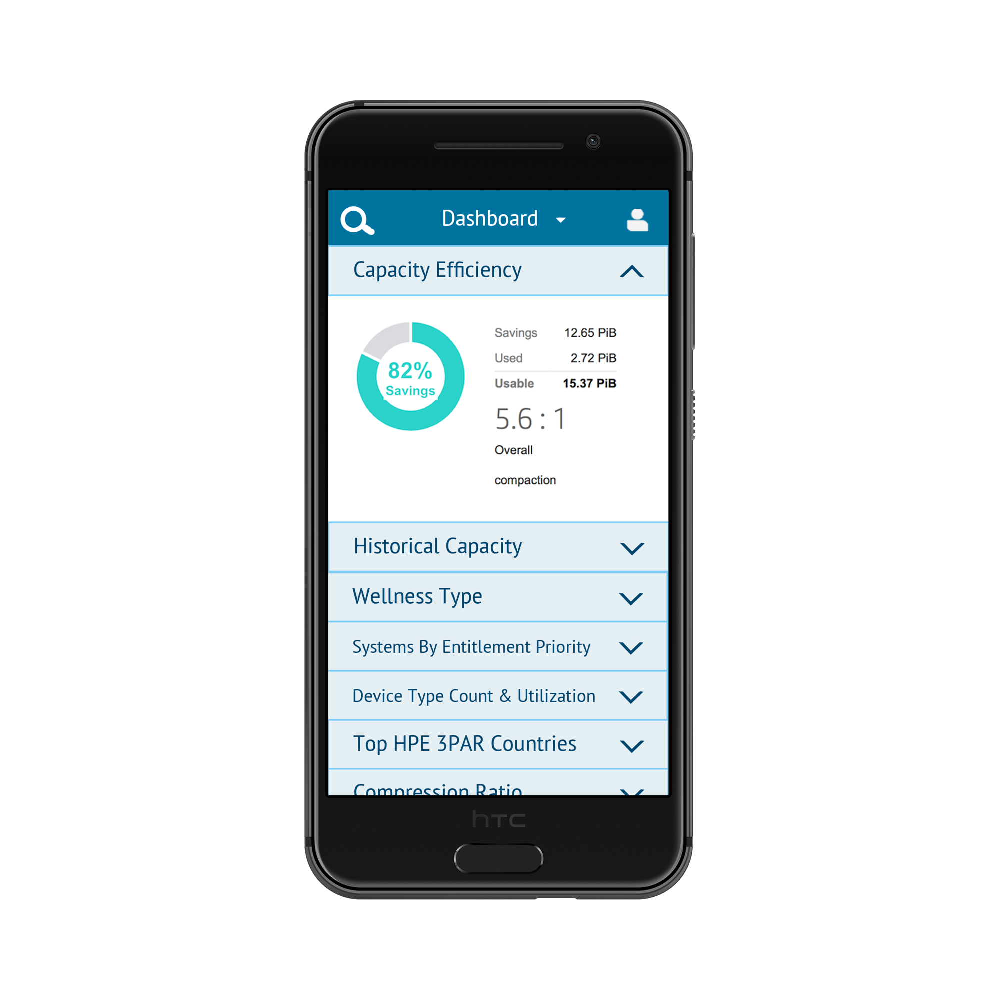 Dashboard
Capacity Efficiency
82%
Savings
Savings 12.65 PiB
Used 2.72 PiB
Usable 15.37 PiB
5.6 : 1
Overall
compaction
Historical Capacity
Wellness Type
Systems By Entitlement Priority
Device Type Count & Utilization
Top HPE 3PAR Countries
Compression Ratio
hTC